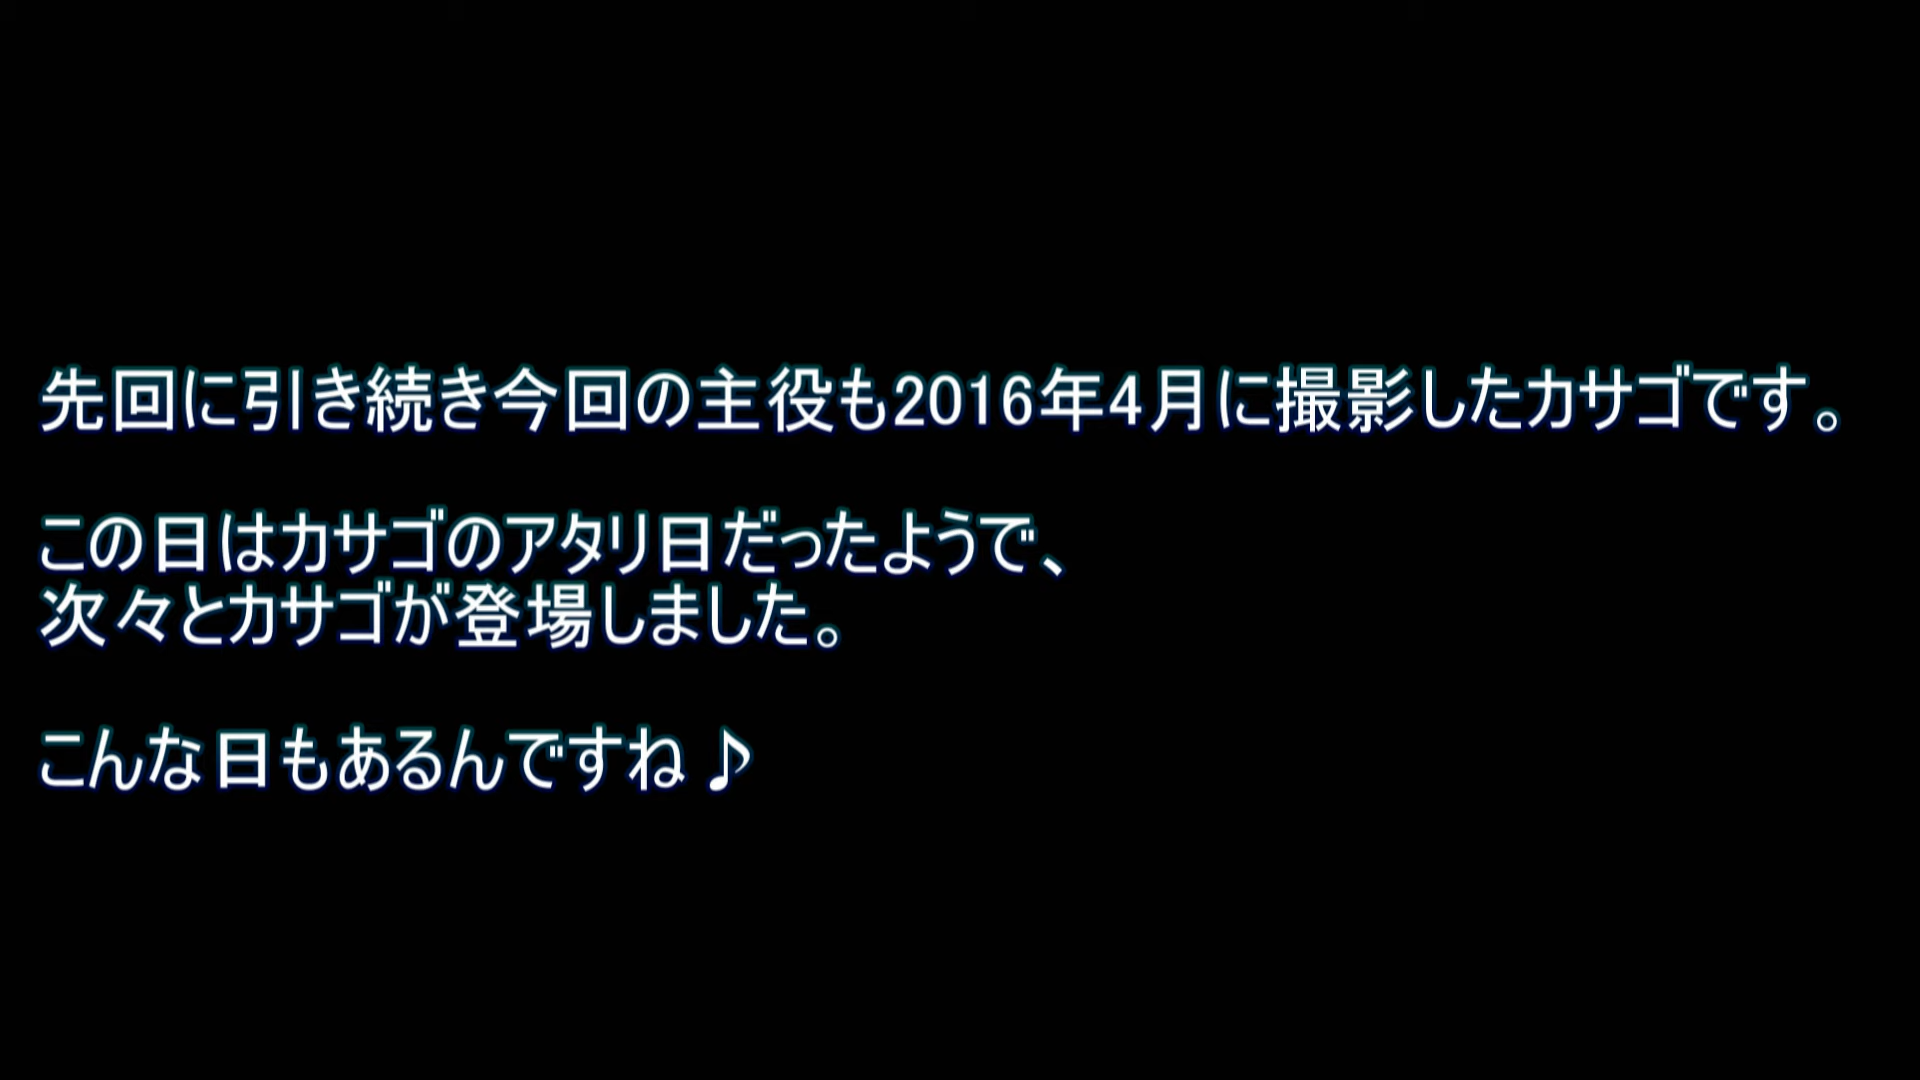 先回に引き続き今回の主役も2016年4月に撮影したカサゴです。
この日はカサゴのアタリ日だったようで、
次々とカサゴが登場しました。
こんな日もあるんですね♪